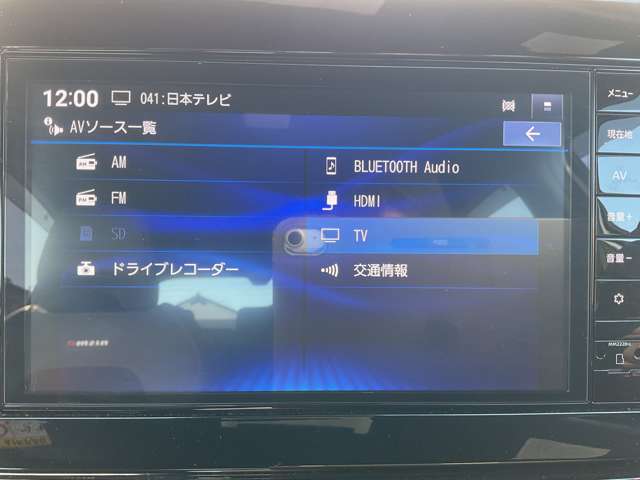 12:00 041:日本テレビ
AVソース一覧
AM
FM
SD
ドライブレコーダー
BLUETOOTH Audio
HDMI
TV
交通情報
メニュー
現在地
AV
音量+
音量-